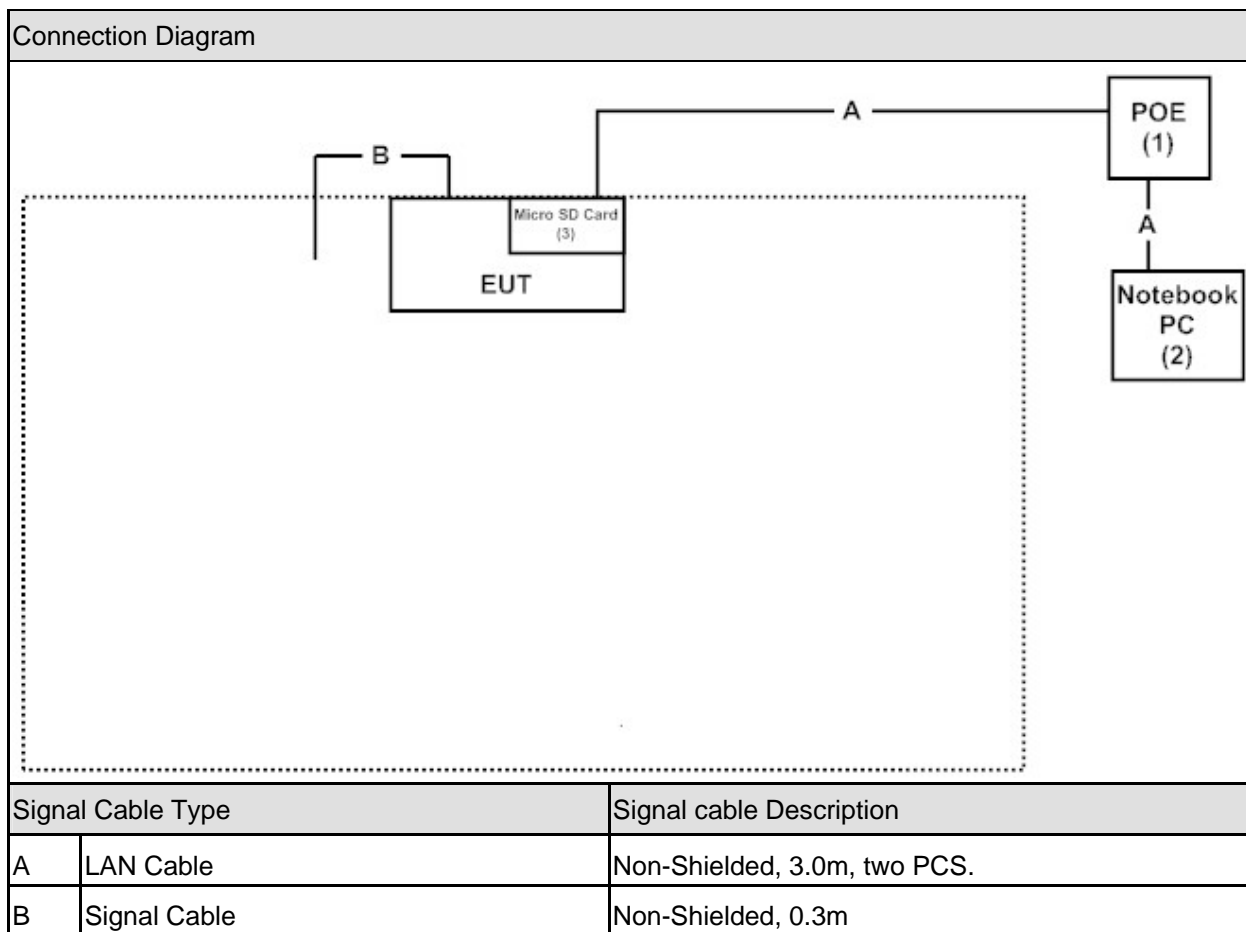 Connection Diagram
A
POE
(1)
B
Micro SD Card
(3)
A
EUT
Notebook
PC
(2)
Signal Cable Type Signal cable Description
A LAN Cable Non-Shielded, 3.0m, two PCS.
B Signal Cable Non-Shielded, 0.3m